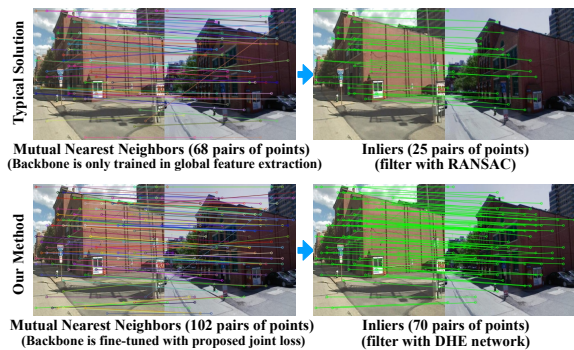 Typical Solution
Mutual Nearest Neighbors (68 pairs of points)
(Backbone is only trained in global feature extraction)
Inliers (25 pairs of points)
(filter with RANSAC)
Our Method
Mutual Nearest Neighbors (102 pairs of points)
(Backbone is fine-tuned with proposed joint loss)
Inliers (70 pairs of points)
(filter with DHE network)